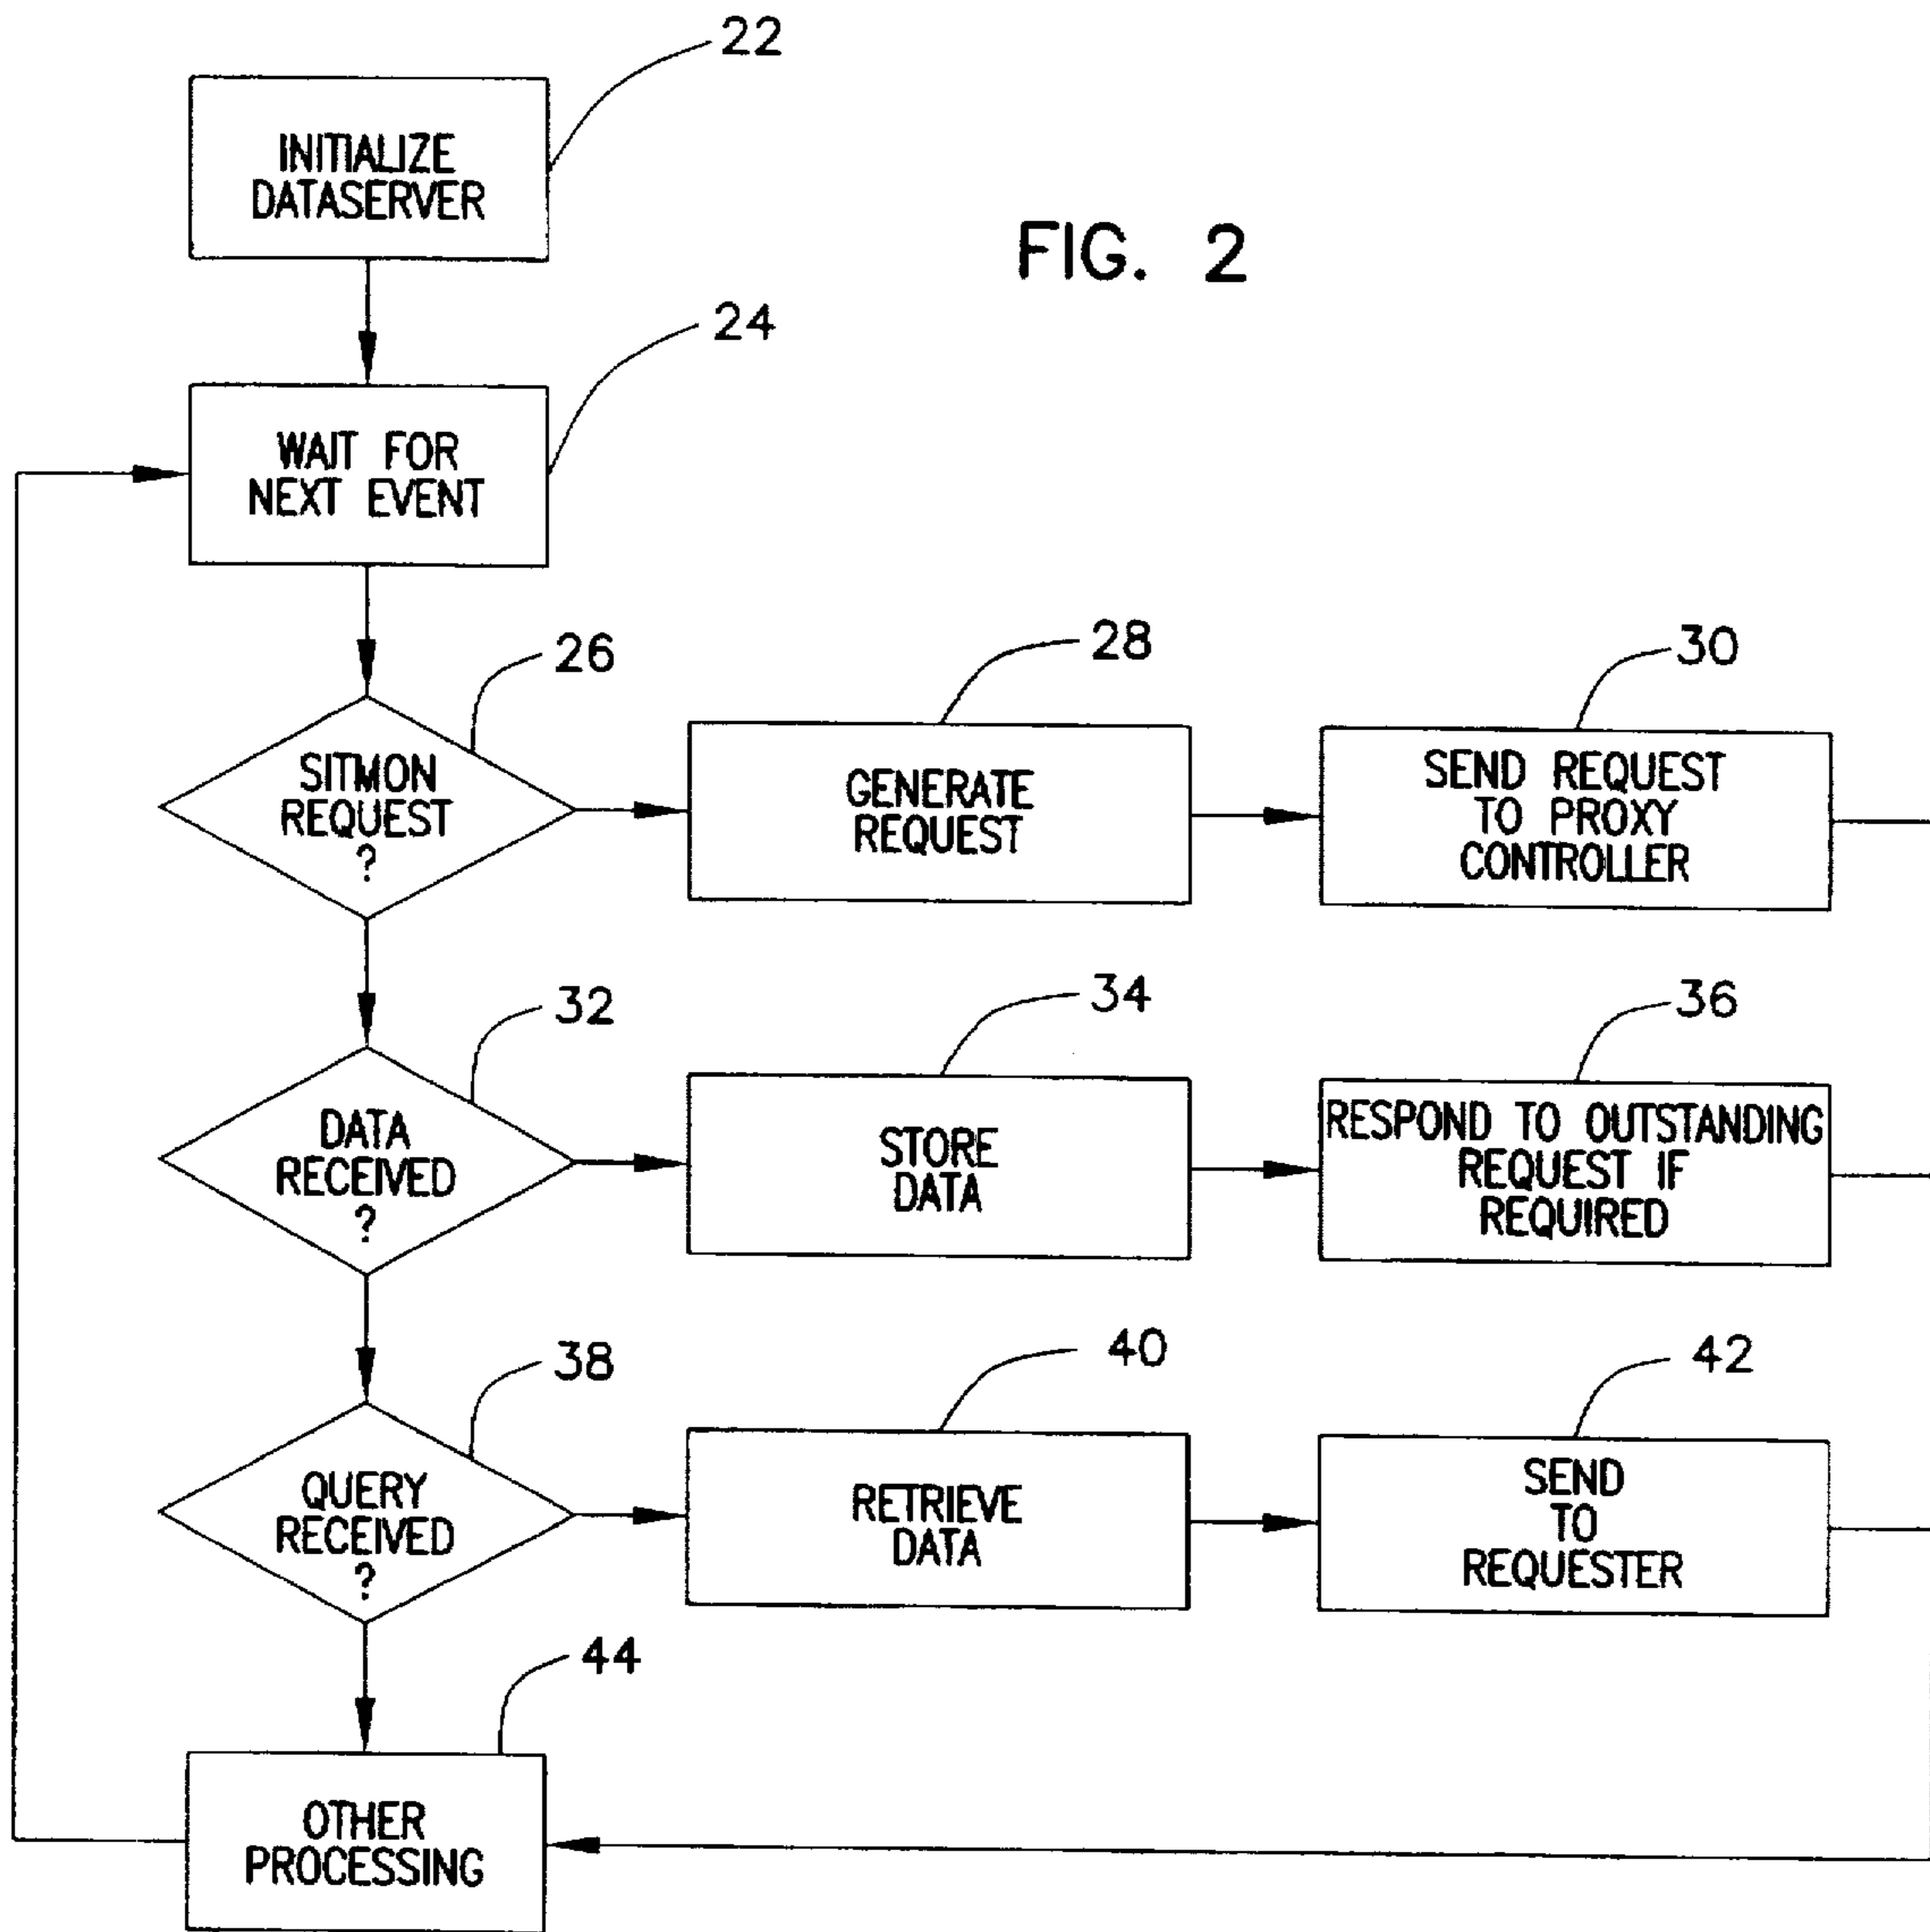 22
INITIALIZE
DATASERVER
FIG. 2
24
WAIT FOR
NEXT EVENT
26
SITMON
REQUEST
?
28
GENERATE
REQUEST
30
SEND REQUEST
TO PROXY
CONTROLLER
32
DATA
RECEIVED
?
34
STORE
DATA
36
RESPOND TO OUTSTANDING
REQUEST IF
REQUIRED
38
QUERY
RECEIVED
?
40
RETRIEVE
DATA
42
SEND
TO
REQUESTER
44
OTHER
PROCESSING